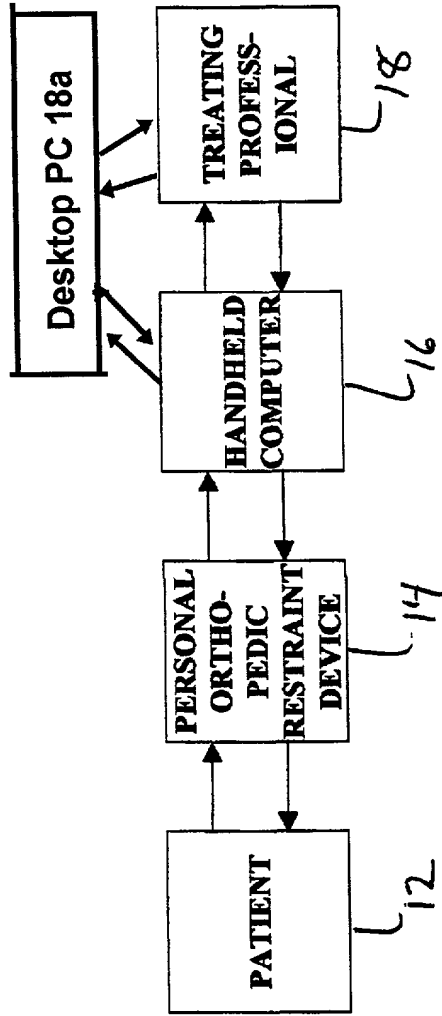 Desktop PC 18a
PATIENT
12
PERSONAL
ORTHO-
PEDIC
RESTRAINT
DEVICE
14
HANDHELD
COMPUTER
16
TREATING
PROFESS-
IONAL
18